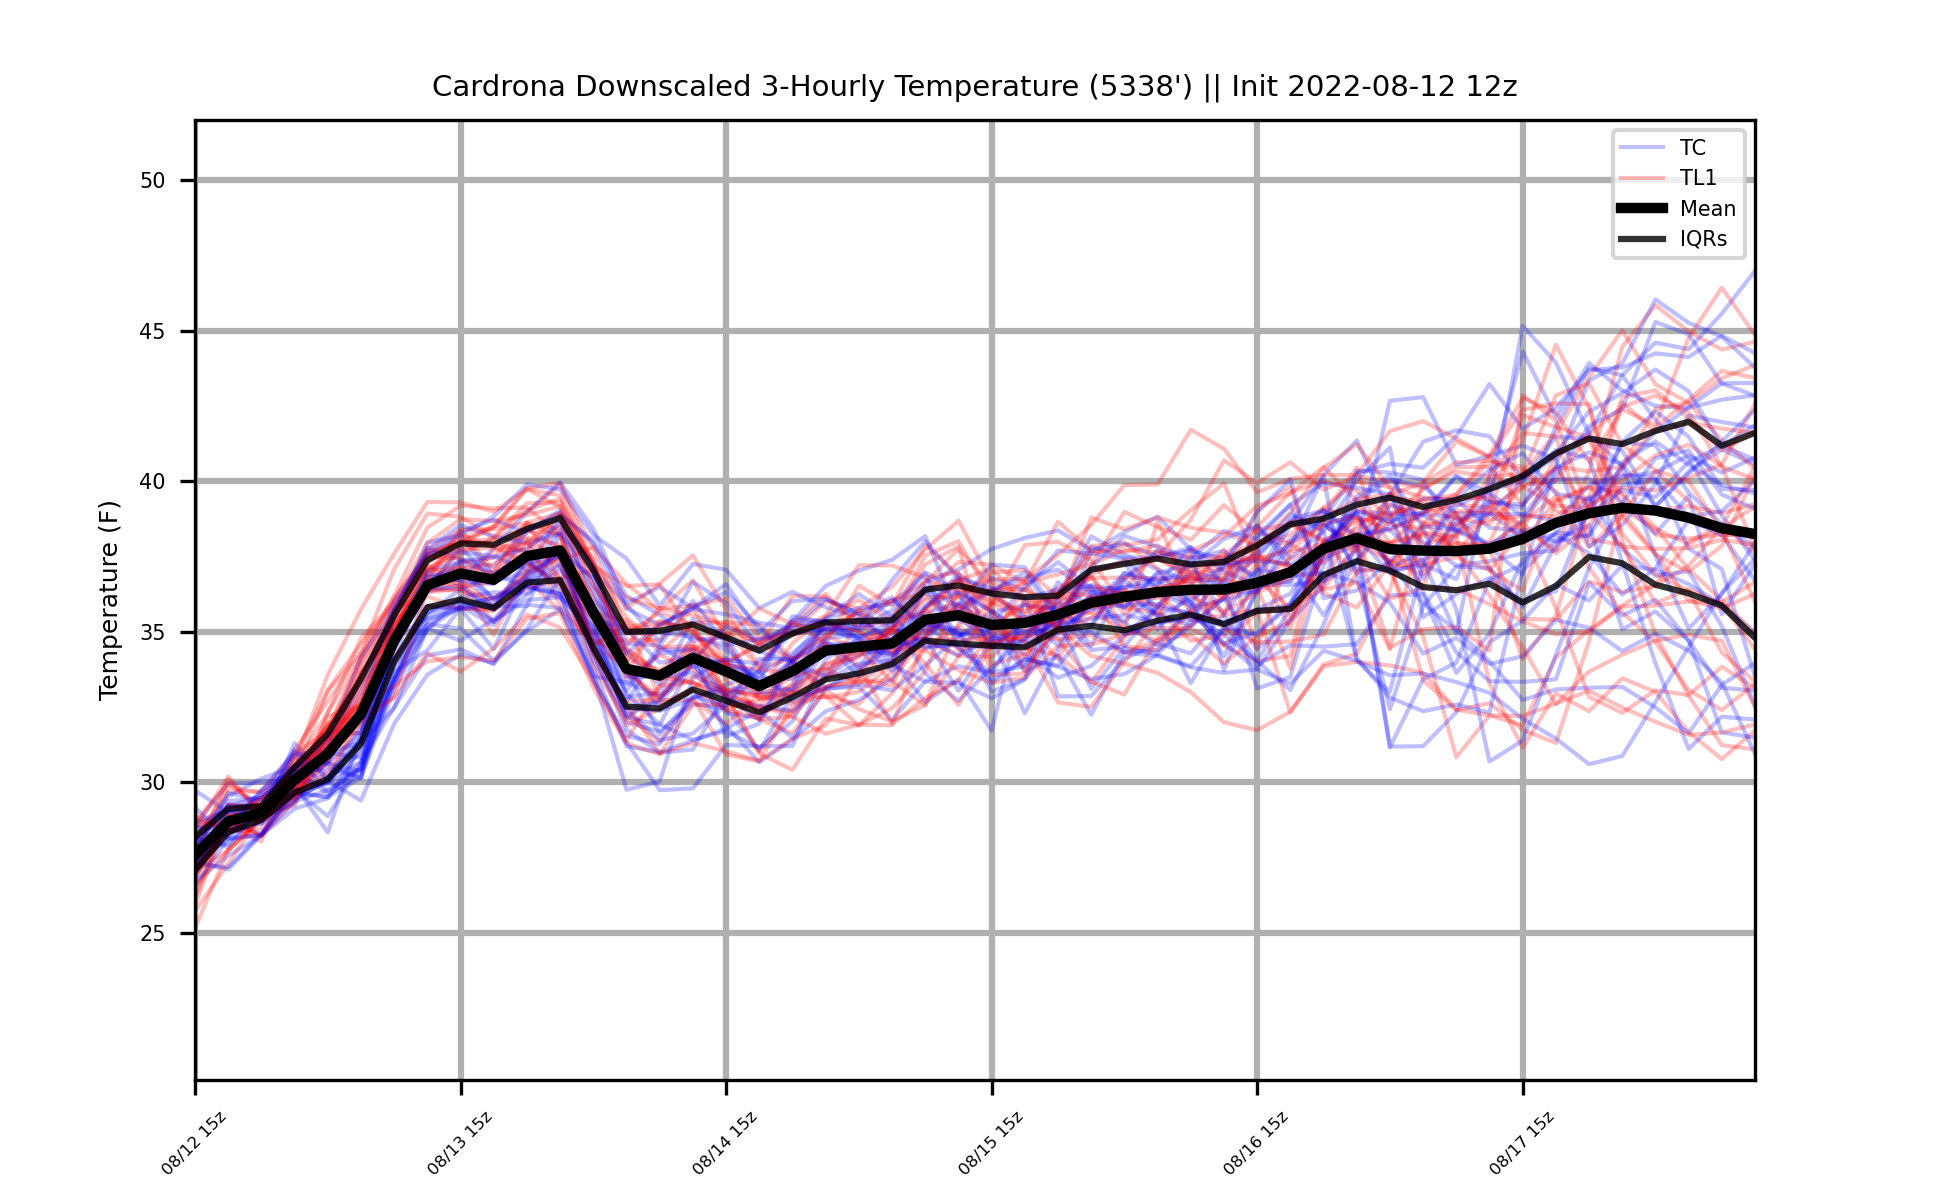 Cardrona Downscaled 3-Hourly Temperature (5338') || Init 2022-08-12 12z
TC
TL1
Mean
IQRs
Temperature (F)
50
45
40
35
30
25
08/12 15z
08/13 15z
08/14 15z
08/15 15z
08/16 15z
08/17 15z